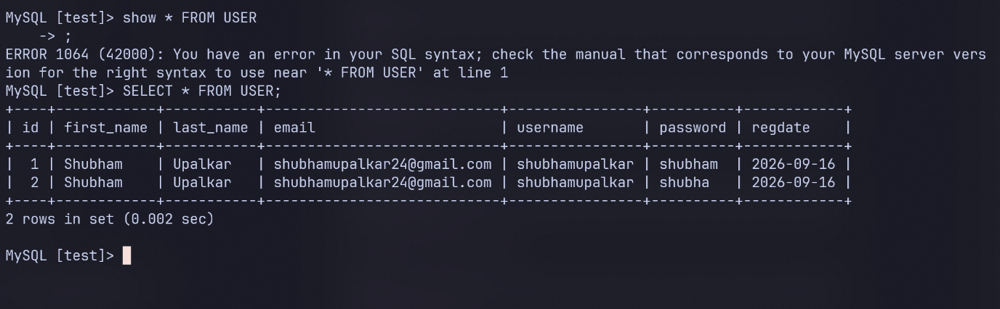 MySQL [test]> show * FROM USER
    -> ;
ERROR 1064 (42000): You have an error in your SQL syntax; check the manual that corresponds to your MySQL server vers
ion for the right syntax to use near '* FROM USER' at line 1
MySQL [test]> SELECT * FROM USER;
+----+------------+-----------+---------------------------+----------------+----------+------------+
| id | first_name | last_name | email                     | username       | password | regdate    |
+----+------------+-----------+---------------------------+----------------+----------+------------+
|  1 | Shubham    | Upalkar   | shubhamupalkar24@gmail.com | shubhamupalkar | shubham  | 2026-09-16 |
|  2 | Shubham    | Upalkar   | shubhamupalkar24@gmail.com | shubhamupalkar | shubha   | 2026-09-16 |
+----+------------+-----------+---------------------------+----------------+----------+------------+
2 rows in set (0.002 sec)
MySQL [test]>